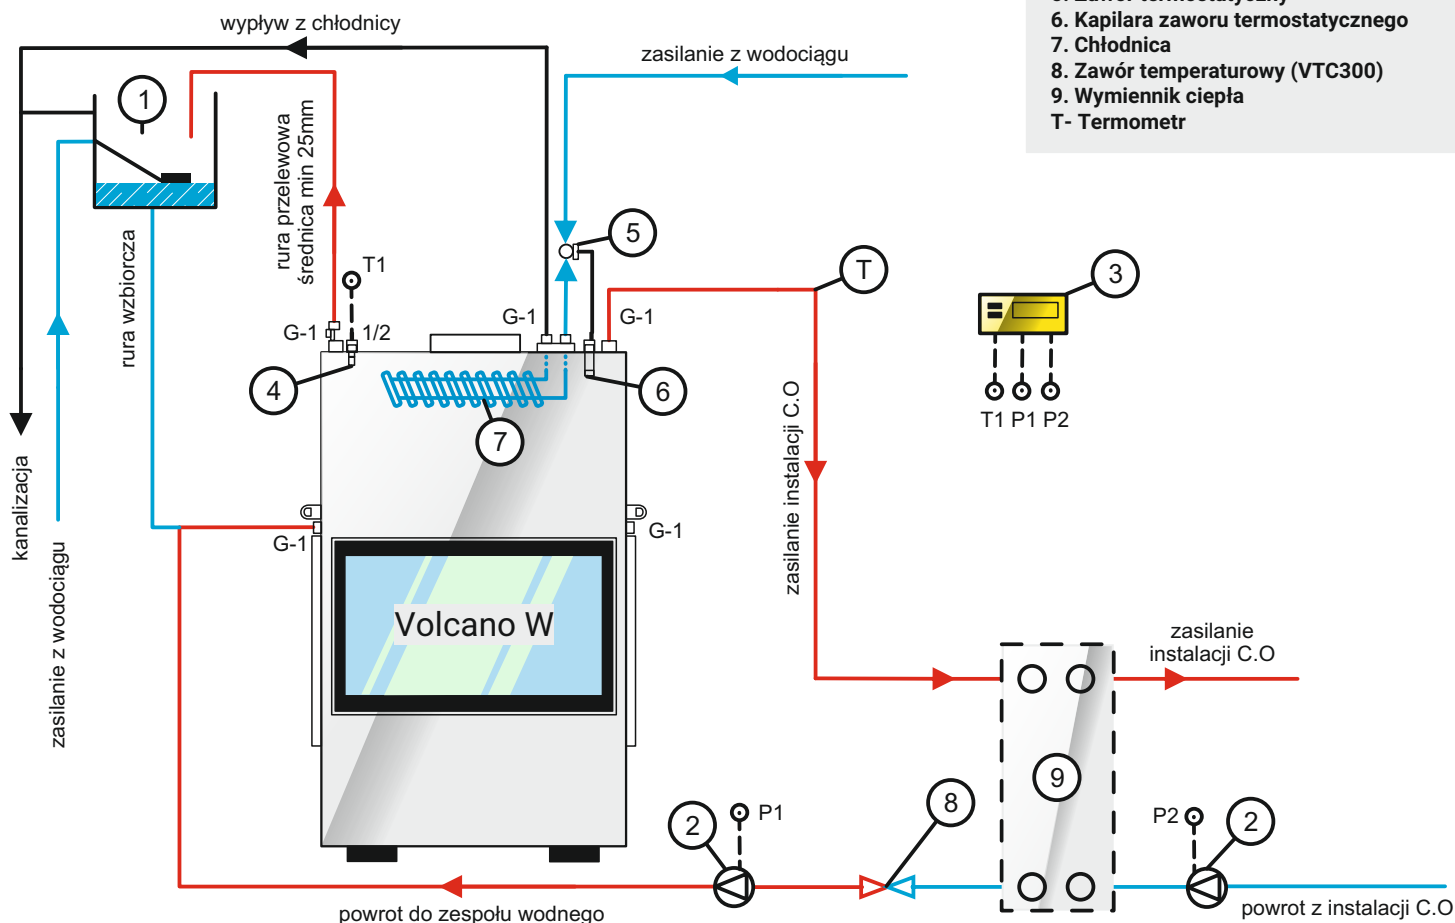 5. Zawór termostatyczny
6. Kapilara zaworu termostatycznego
7. Chłodnica
8. Zawór temperaturowy (VTC300)
9. Wymiennik ciepła
T- Termometr
wypływ z chłodnicy
zasilanie z wodociągu
1
rura przelewowa
średnica min 25mm
rura wzbiorcza
T1
5
T
3
G-1
1/2
G-1
G-1
4
6
7
T1 P1 P2
kanalizacja
zasilanie z wodociągu
zasilanie instalacji C.O
G-1
G-1
Volcano W
zasilanie
instalacji C.O
9
8
2
P1
P2
2
powrot do zespołu wodnego
powrot z instalacji C.O